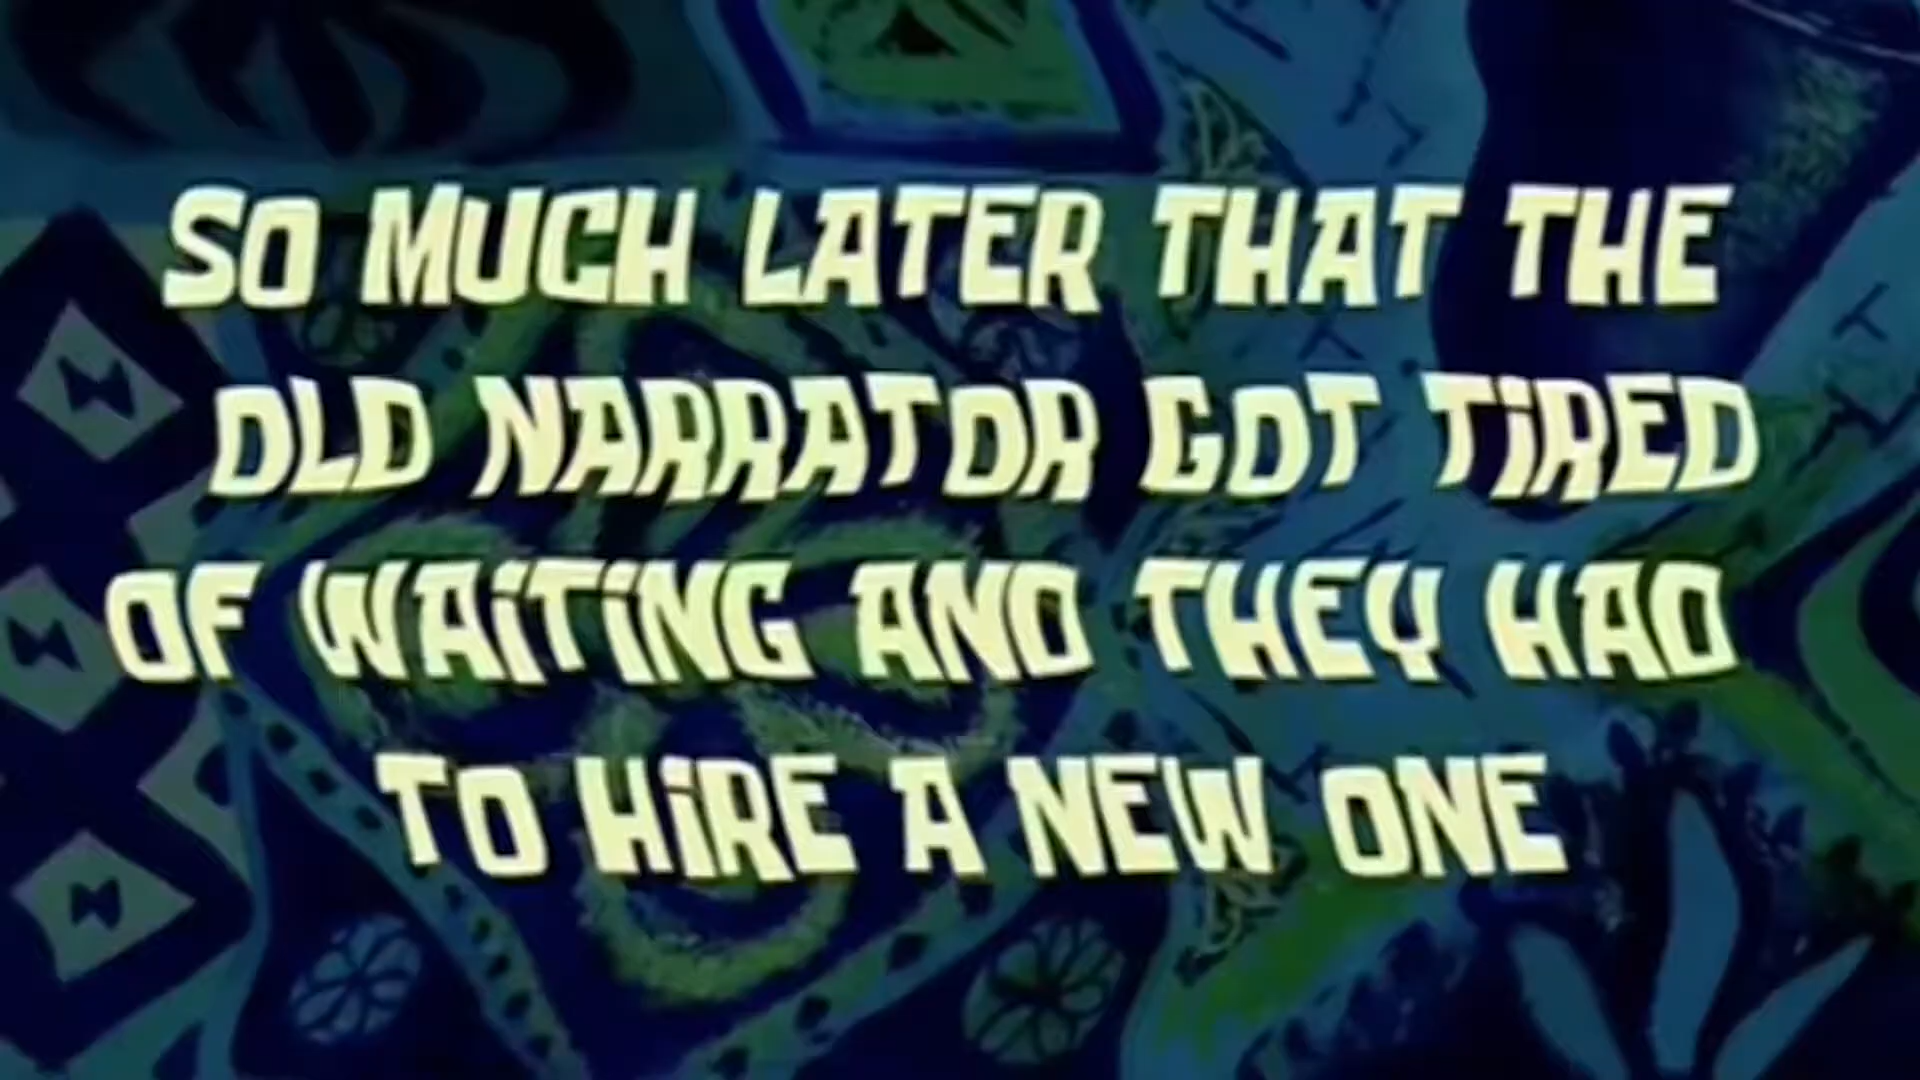 SO MUCH LATER THAT THE
OLD NARRATOR GOT TiRED
OF WAiTiNG AND THEY HAD
TO HiRE A NEW ONE